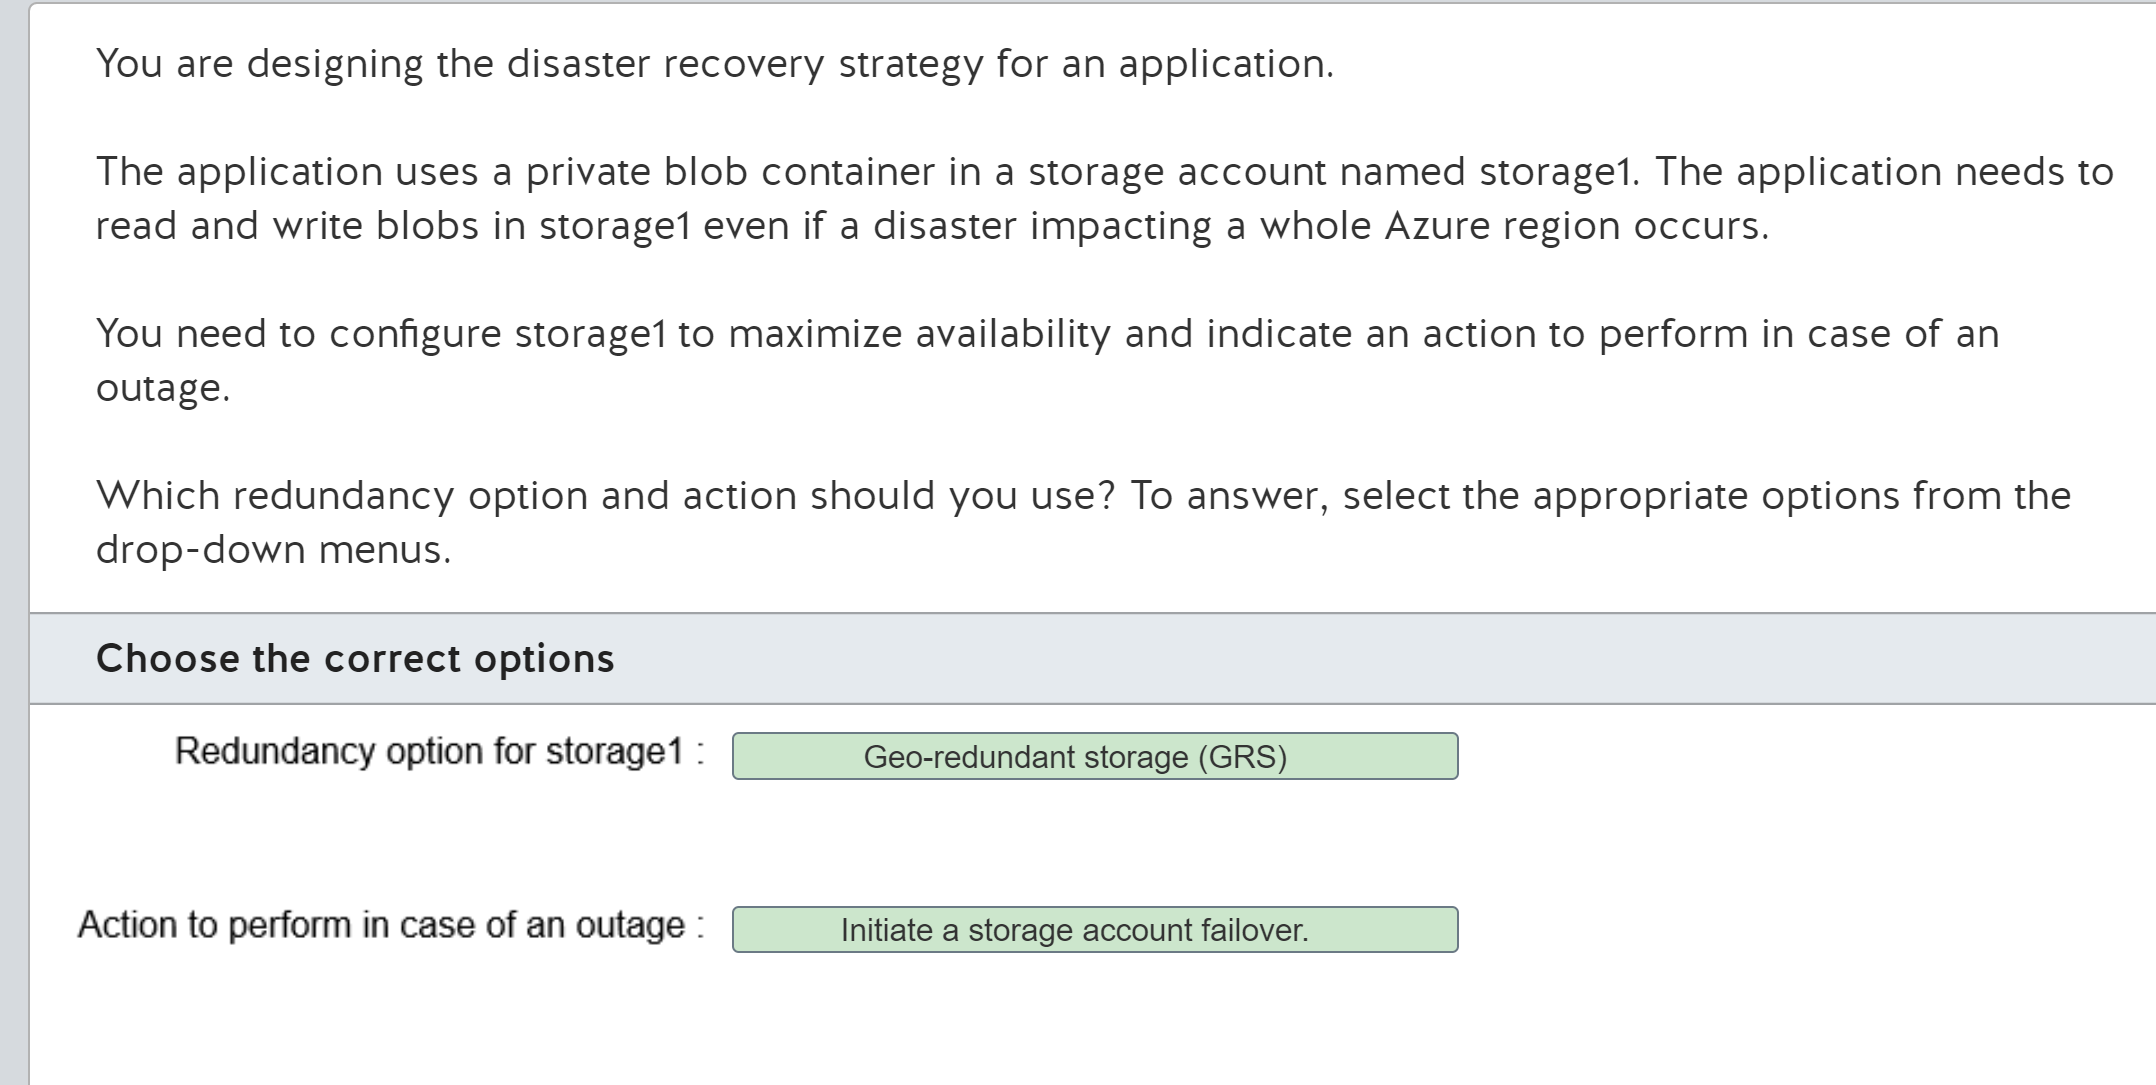 You are designing the disaster recovery strategy for an application.
The application uses a private blob container in a storage account named storage1. The application needs to
read and write blobs in storage1 even if a disaster impacting a whole Azure region occurs.
You need to configure storage1 to maximize availability and indicate an action to perform in case of an
outage.
Which redundancy option and action should you use? To answer, select the appropriate options from the
drop-down menus.
Choose the correct options
Redundancy option for storage1 : Geo-redundant storage (GRS)
Action to perform in case of an outage : Initiate a storage account failover.